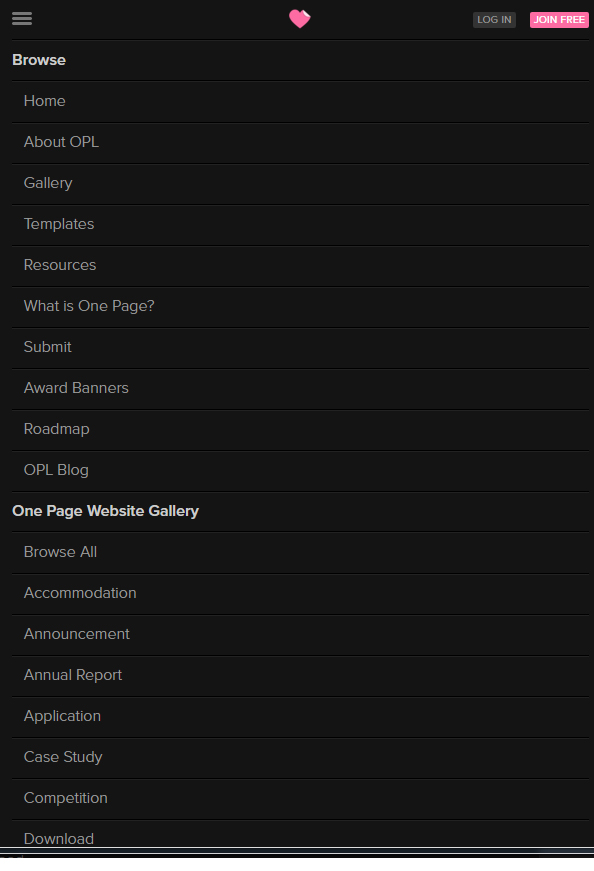 LOG IN
JOIN FREE
Browse
Home
About OPL
Gallery
Templates
Resources
What is One Page?
Submit
Award Banners
Roadmap
OPL Blog
One Page Website Gallery
Browse All
Accommodation
Announcement
Annual Report
Application
Case Study
Competition
Download